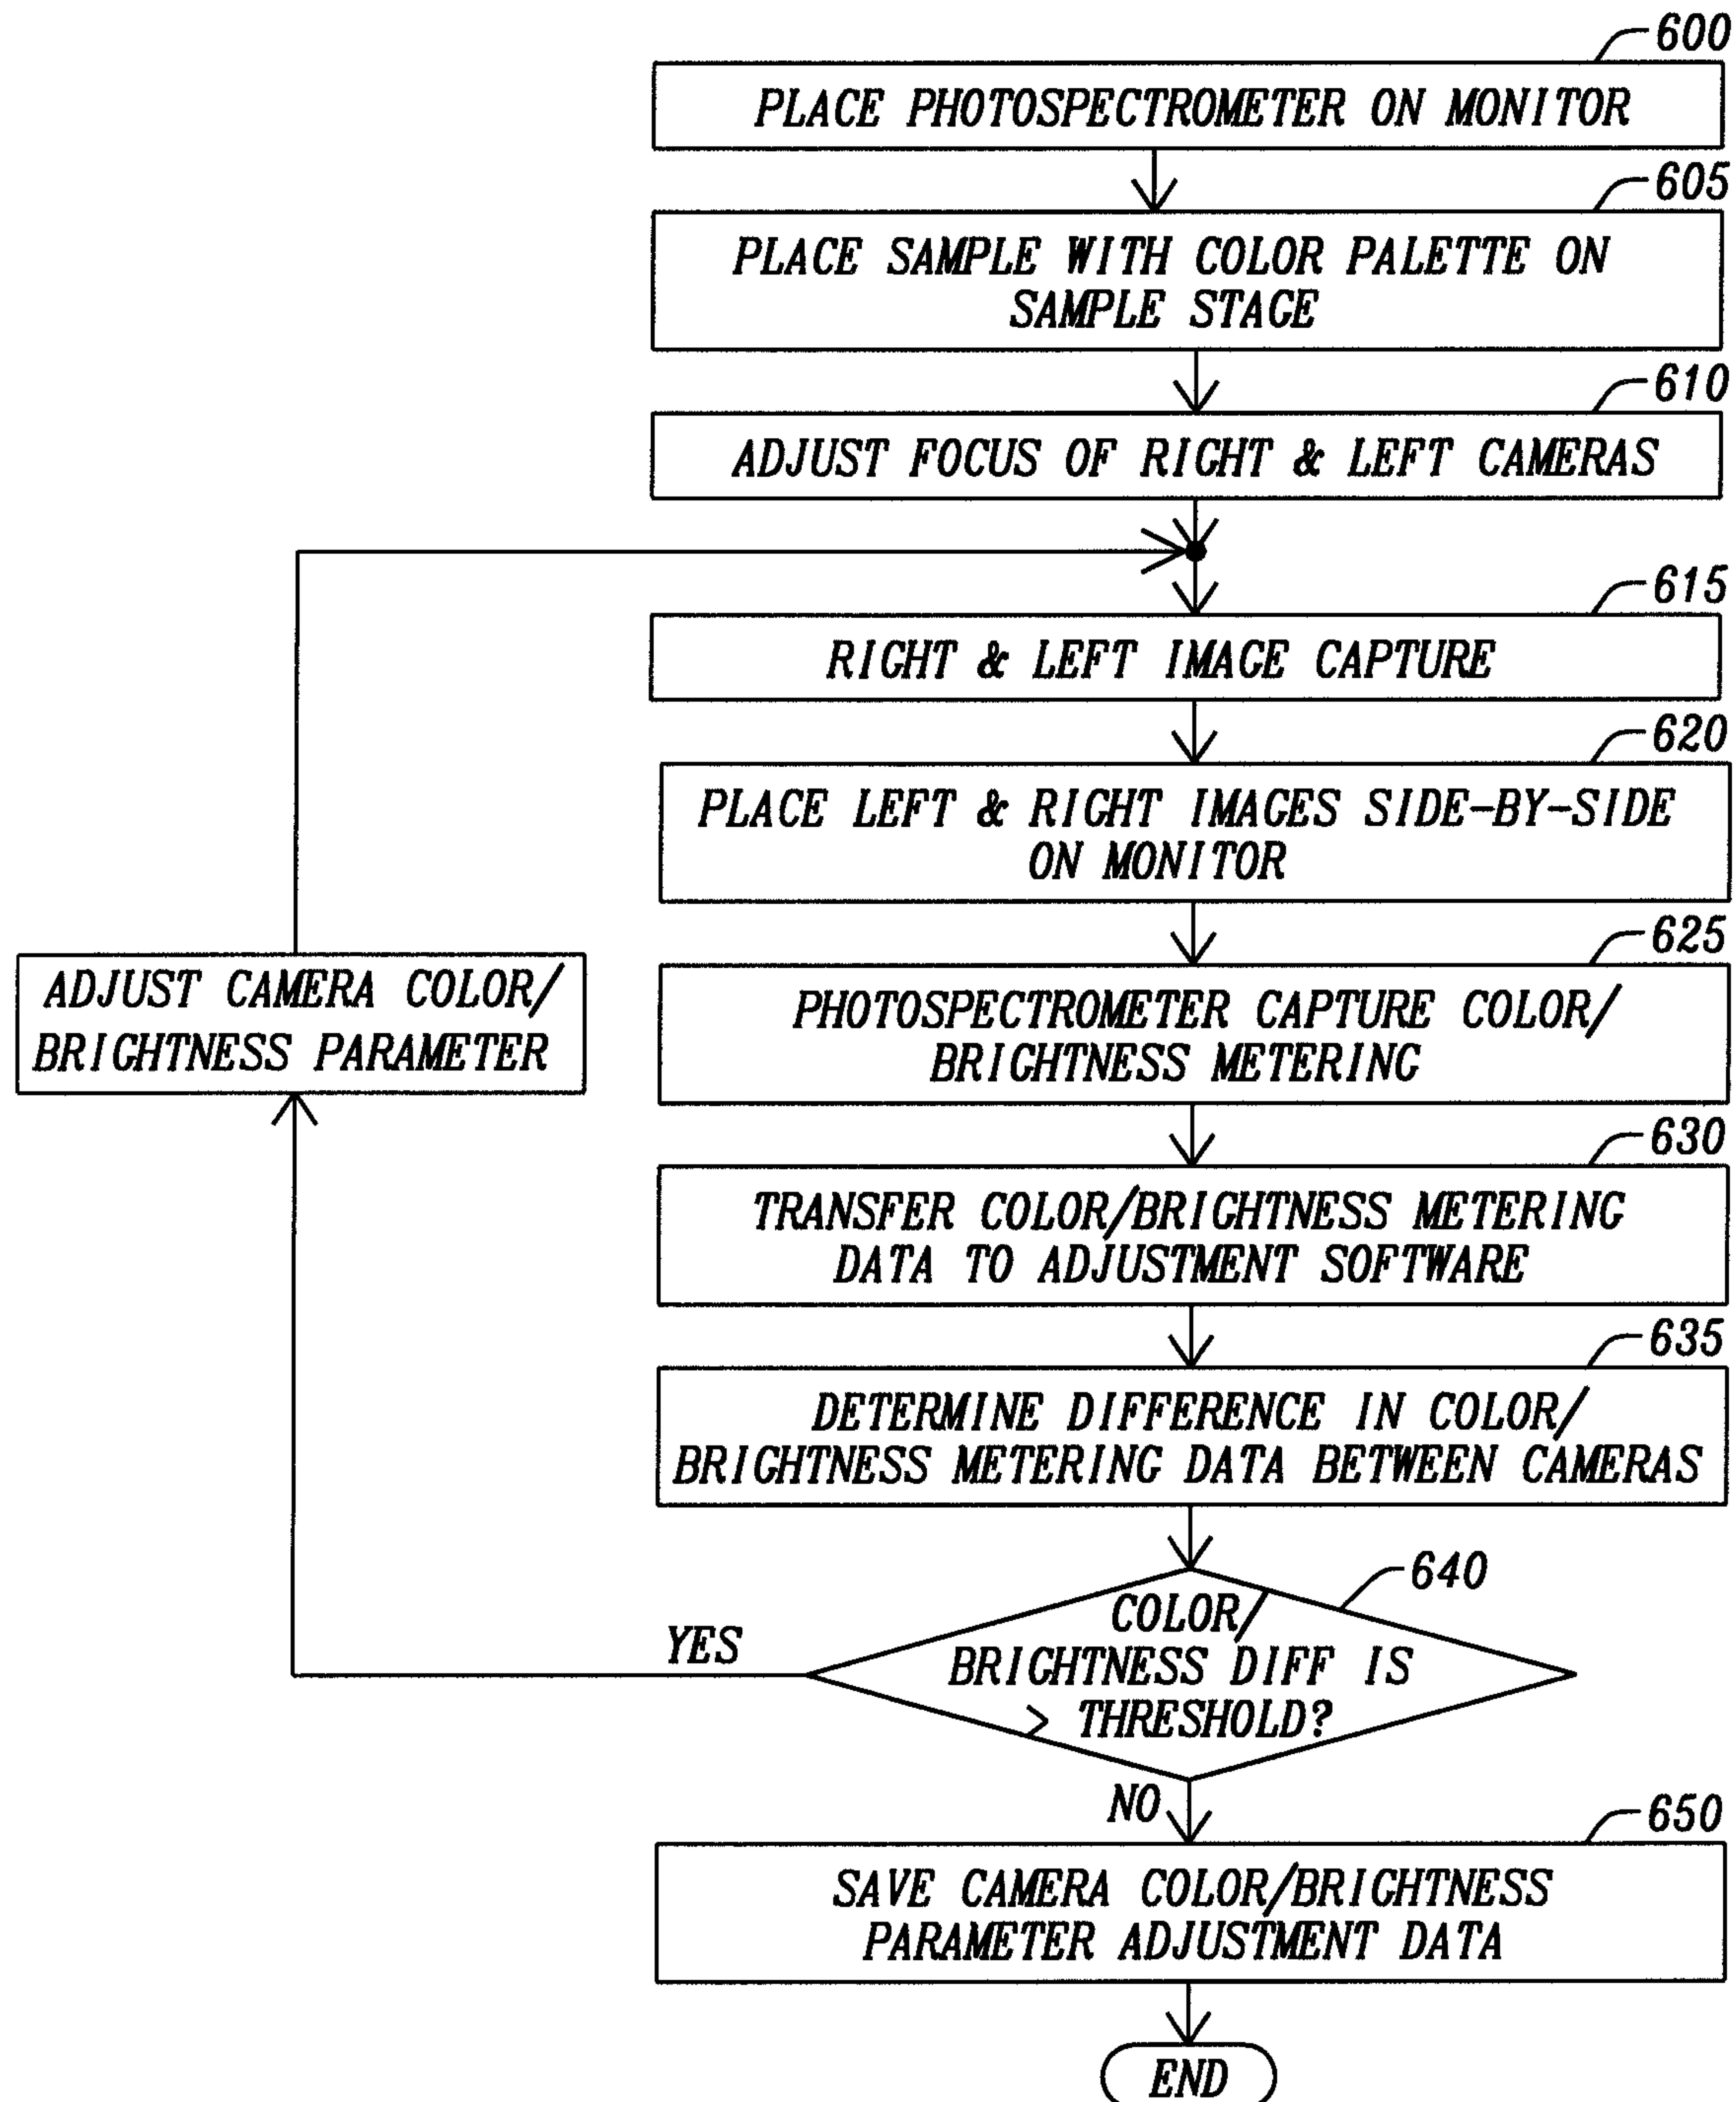 600
PLACE PHOTOSPECTROMETER ON MONITOR
605
PLACE SAMPLE WITH COLOR PALETTE ON
SAMPLE STAGE
610
ADJUST FOCUS OF RIGHT & LEFT CAMERAS
615
RIGHT & LEFT IMAGE CAPTURE
620
PLACE LEFT & RIGHT IMAGES SIDE-BY-SIDE
ON MONITOR
625
PHOTOSPECTROMETER CAPTURE COLOR/
BRIGHTNESS METERING
ADJUST CAMERA COLOR/
BRIGHTNESS PARAMETER
630
TRANSFER COLOR/BRIGHTNESS METERING
DATA TO ADJUSTMENT SOFTWARE
635
DETERMINE DIFFERENCE IN COLOR/
BRIGHTNESS METERING DATA BETWEEN CAMERAS
640
COLOR/
BRIGHTNESS DIFF IS
> THRESHOLD?
YES
NO
650
SAVE CAMERA COLOR/BRIGHTNESS
PARAMETER ADJUSTMENT DATA
END